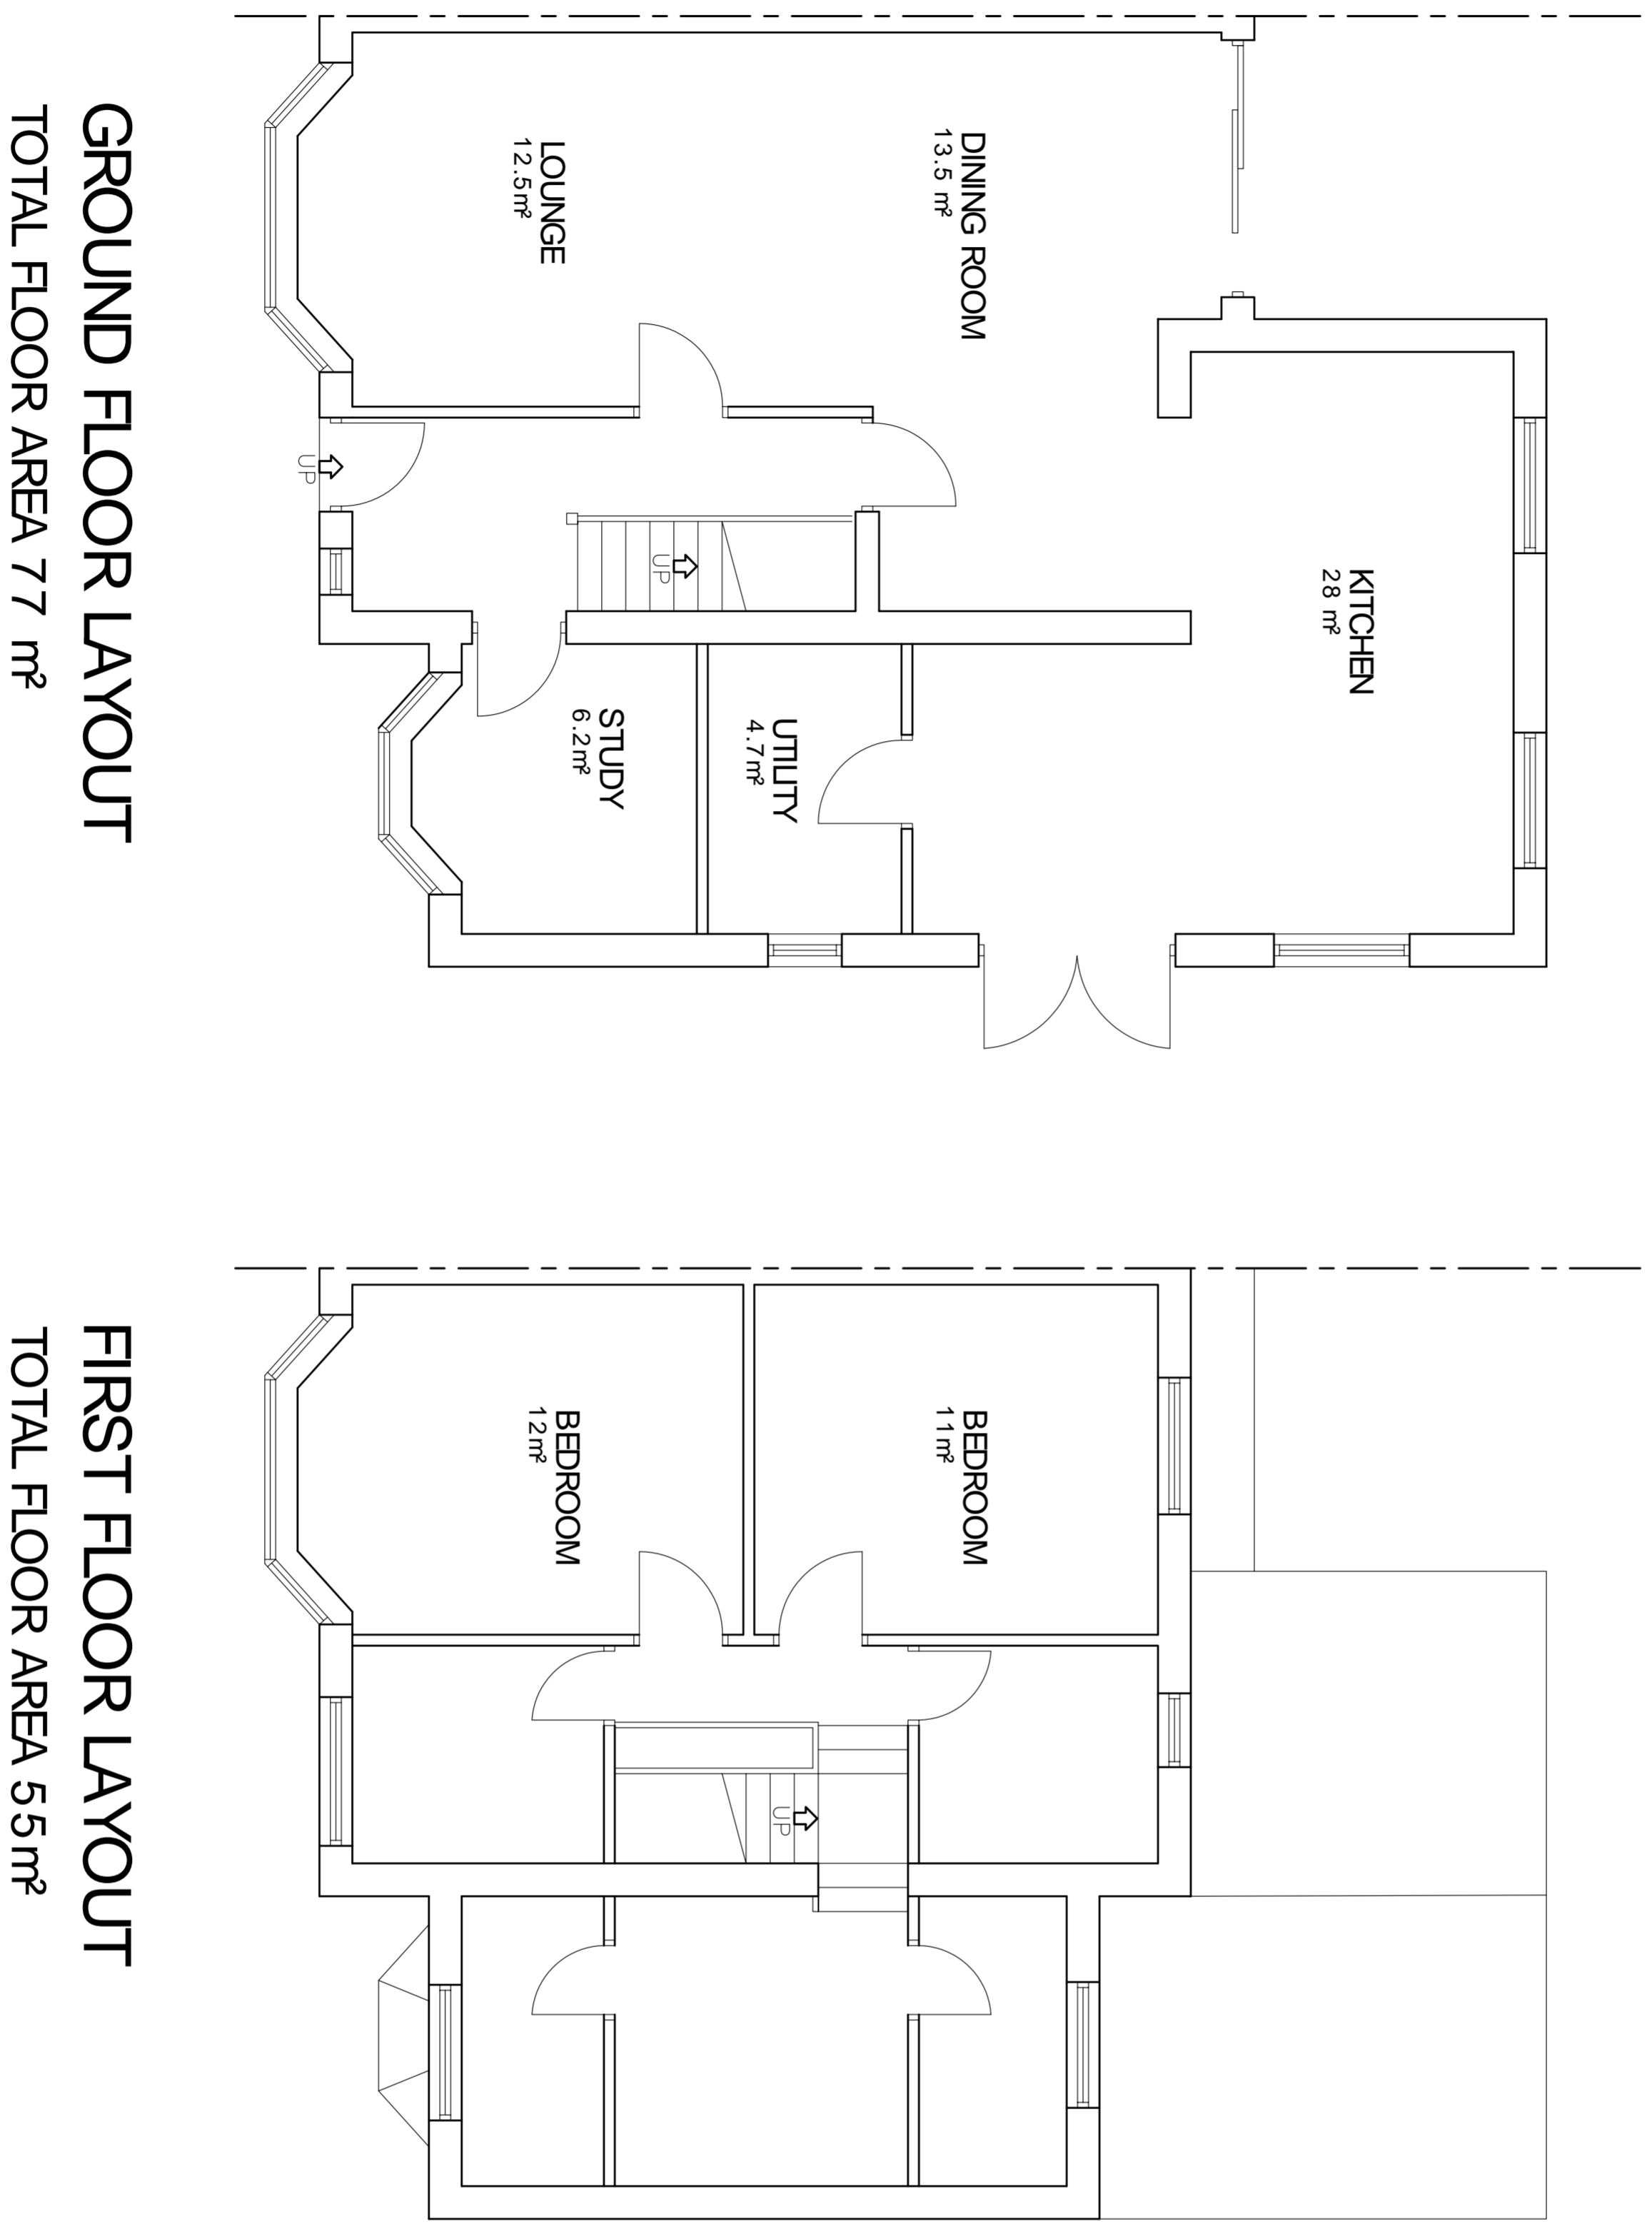 DINING ROOM
13.5 m²
LOUNGE
12.5m²
KITCHEN
28 m²
UTILITY
4.7m²
STUDY
6.2m²
UP
UP
GROUND FLOOR LAYOUT
TOTAL FLOOR AREA 77 m²
BEDROOM
11m²
BEDROOM
12m²
UP
FIRST FLOOR LAYOUT
TOTAL FLOOR AREA 55m²